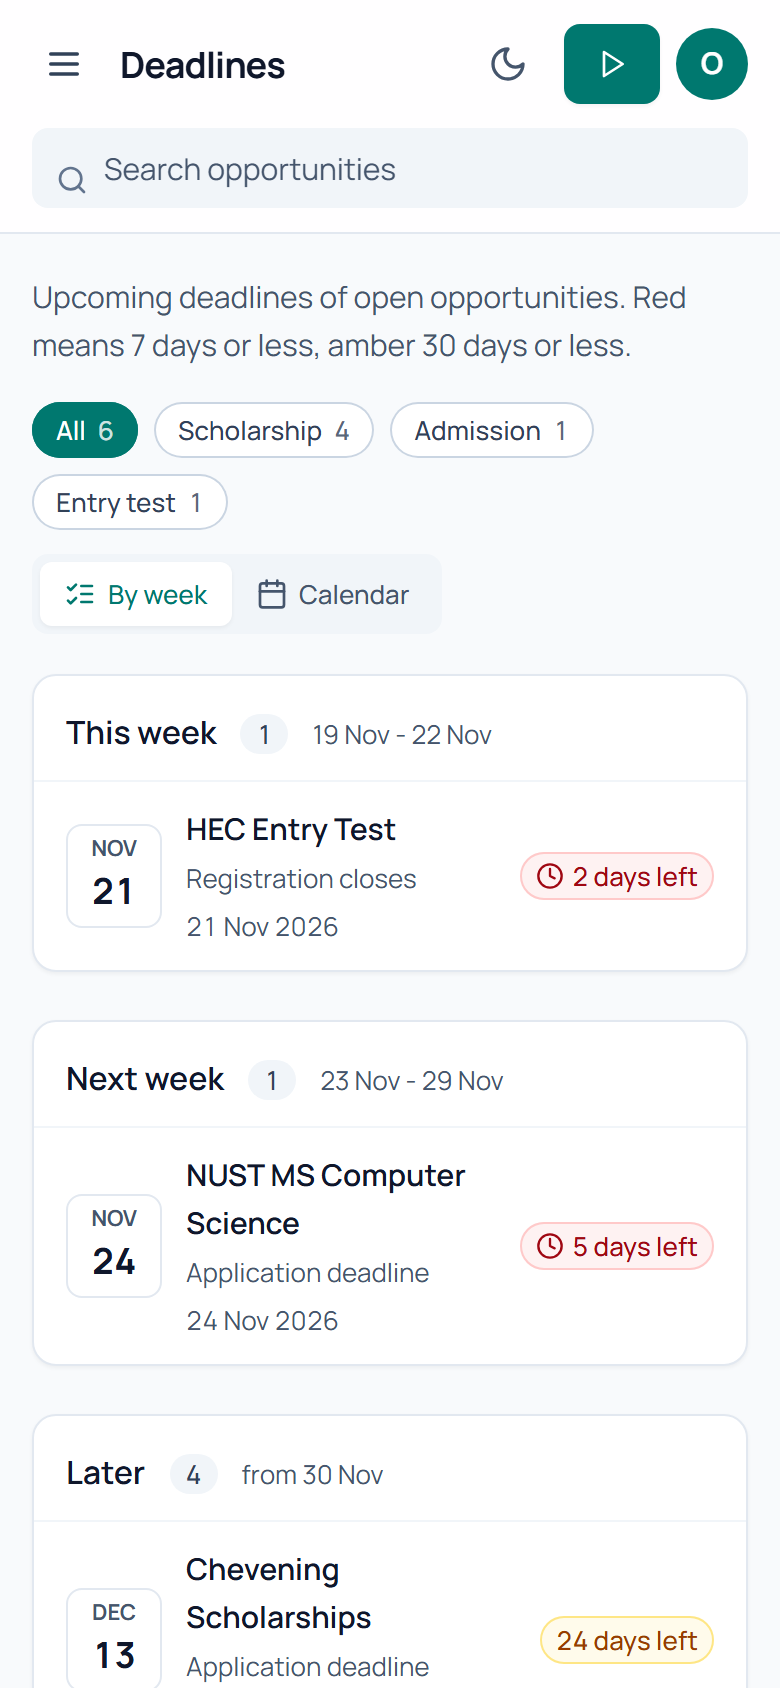 Deadlines
O
Search opportunities
Upcoming deadlines of open opportunities. Red
means 7 days or less, amber 30 days or less.
All 6
Scholarship 4
Admission 1
Entry test 1
By week
Calendar
This week 1 19 Nov - 22 Nov
NOV
21
HEC Entry Test
Registration closes
21 Nov 2026
2 days left
Next week 1 23 Nov - 29 Nov
NOV
24
NUST MS Computer
Science
Application deadline
24 Nov 2026
5 days left
Later 4 from 30 Nov
DEC
13
Chevening
Scholarships
Application deadline
24 days left